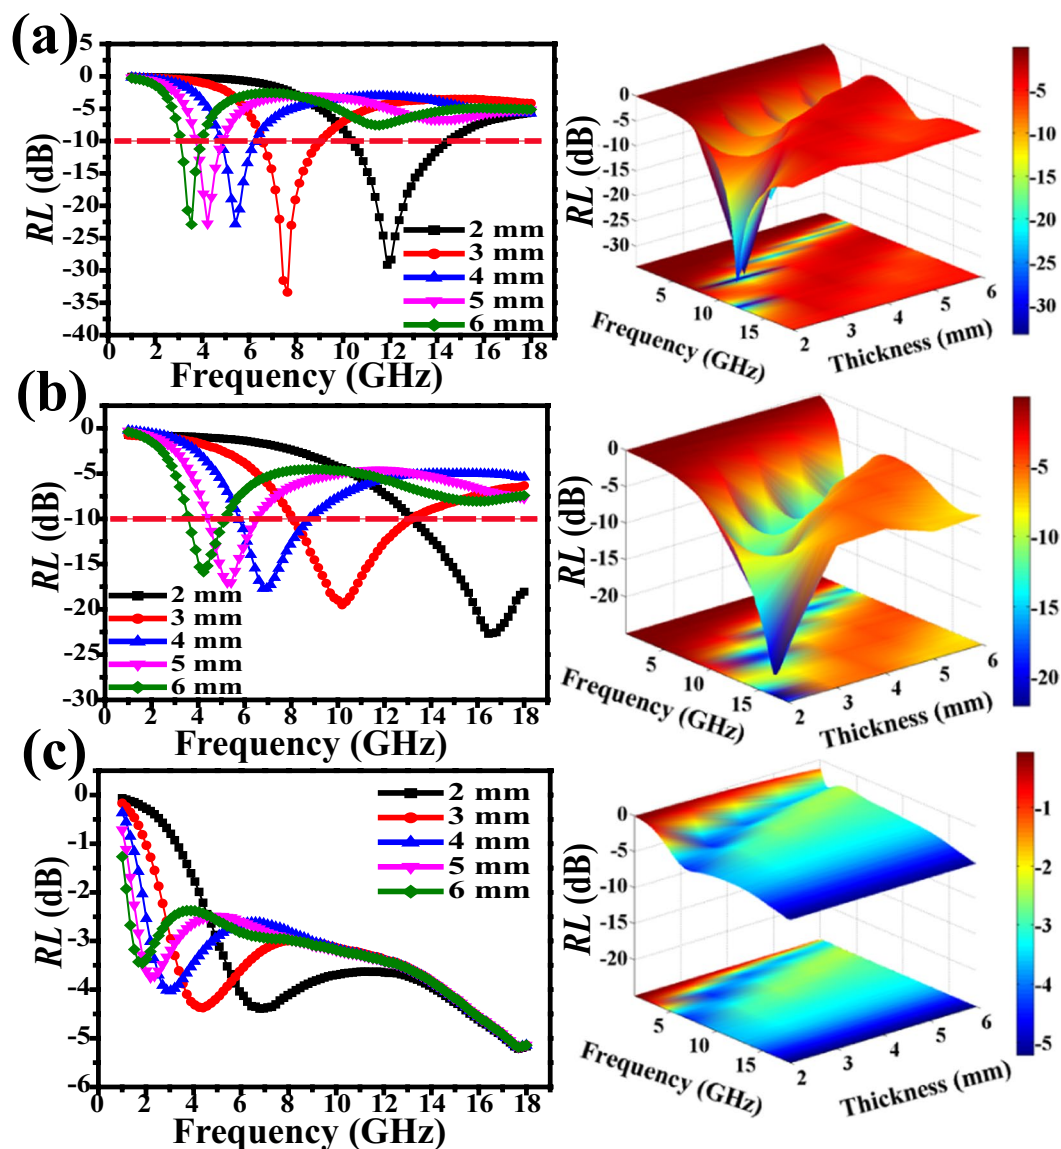 (a)
RL (dB)
5
0
-5
-10
-15
-20
-25
-30
-35
-40
2 mm
3 mm
4 mm
5 mm
6 mm
0 2 4 6 8 10 12 14 16 18
Frequency (GHz)
RL (dB)
0
-5
-10
-15
-20
-25
-30
5
10
15
Frequency (GHz)
2
3
4
5
6
Thickness (mm)
-5
-10
-15
-20
-25
-30
(b)
RL (dB)
0
-5
-10
-15
-20
-25
-30
2 mm
3 mm
4 mm
5 mm
6 mm
0 2 4 6 8 10 12 14 16 18
Frequency (GHz)
RL (dB)
0
-5
-10
-15
-20
5
10
15
Frequency (GHz)
2
3
4
5
6
Thickness (mm)
-5
-10
-15
-20
(c)
RL (dB)
0
-1
-2
-3
-4
-5
-6
2 mm
3 mm
4 mm
5 mm
6 mm
0 2 4 6 8 10 12 14 16 18
Frequency (GHz)
RL (dB)
0
-5
-10
-15
-20
5
10
15
Frequency (GHz)
2
3
4
5
6
Thickness (mm)
-1
-2
-3
-4
-5